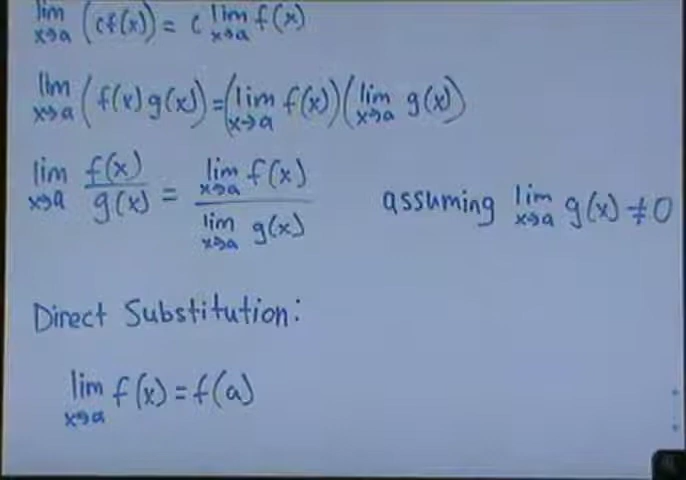 lim x→a (cf(x)) = c lim x→a f(x)
lim x→a (f(x) g(x)) = (lim x→a f(x)) (lim x→a g(x))
lim x→a f(x)/g(x) = lim x→a f(x) / lim x→a g(x) assuming lim x→a g(x) ≠ 0
Direct Substitution:
lim x→a f(x) = f(a)